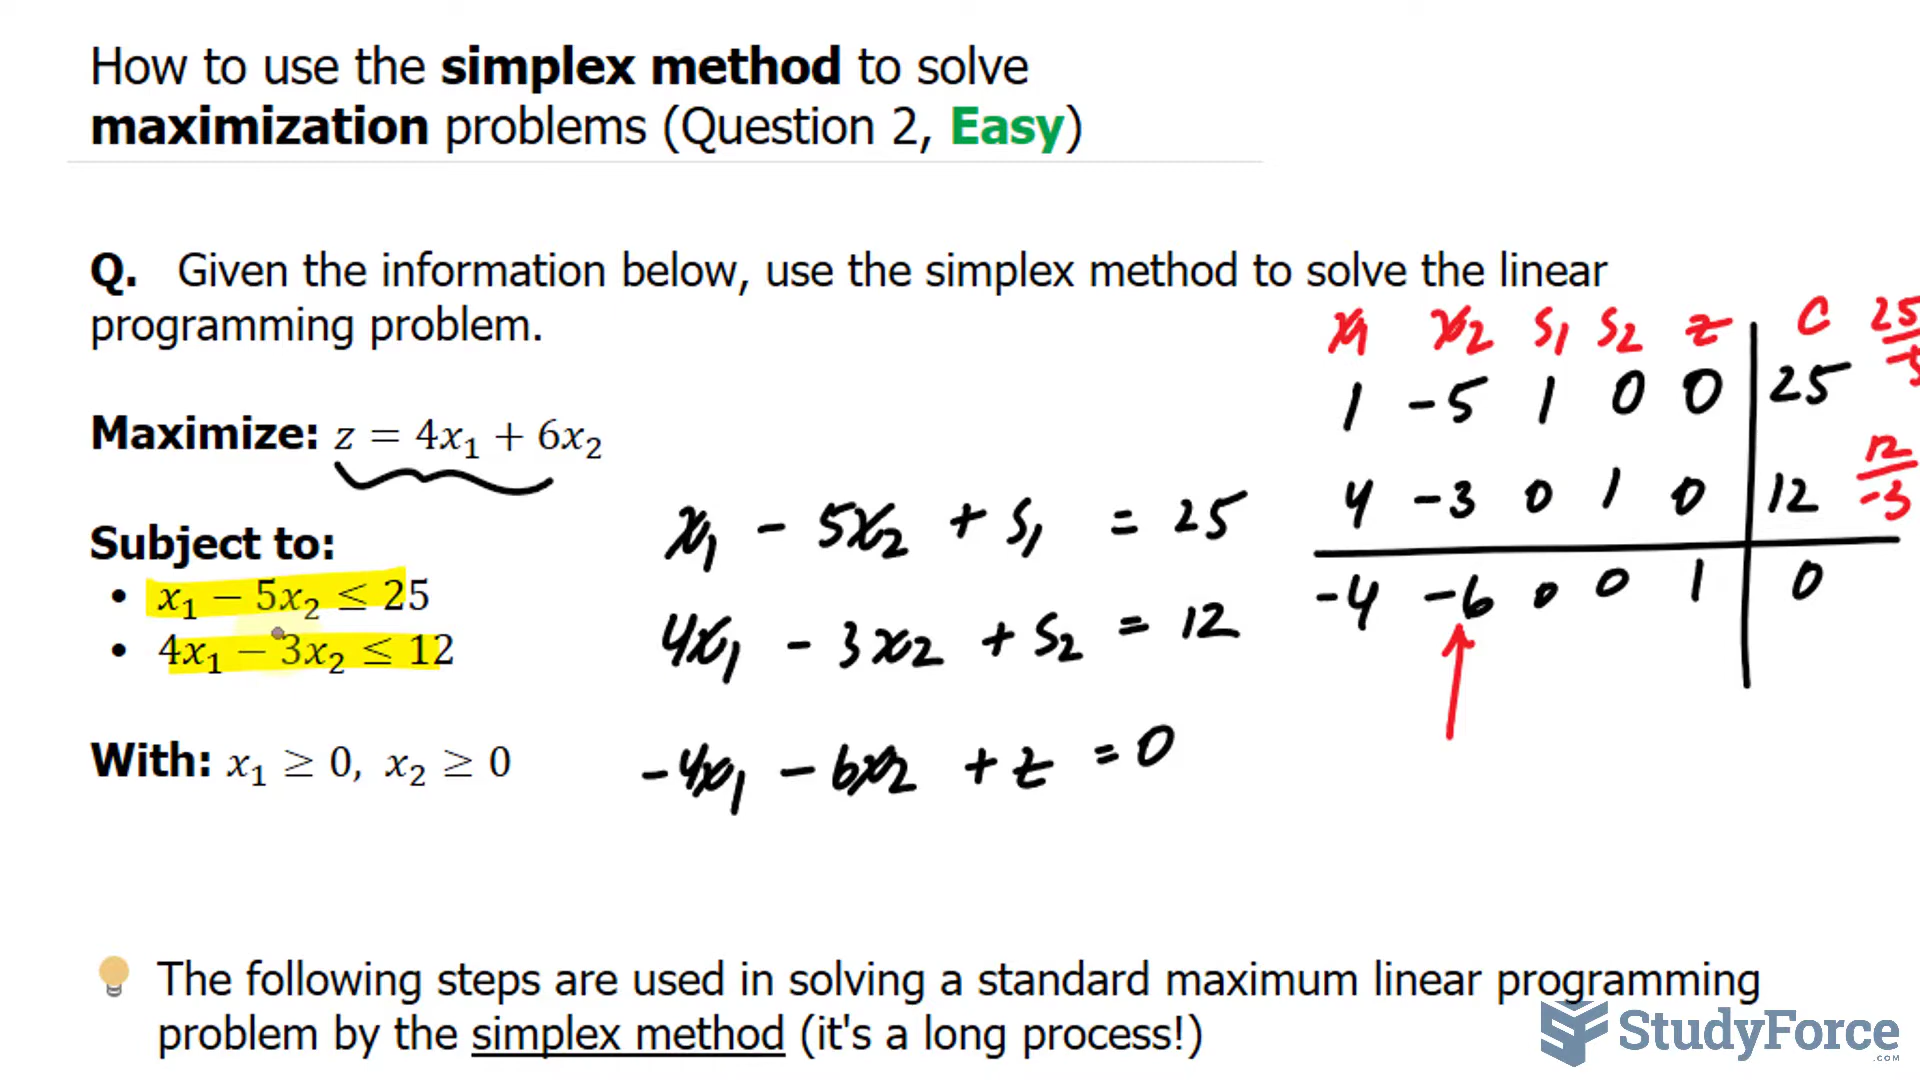 How to use the simplex method to solve
maximization problems (Question 2, Easy)
Q. Given the information below, use the simplex method to solve the linear
programming problem.
Maximize: z = 4x₁ + 6x₂
Subject to:
• x₁ − 5x₂ ≤ 25
• 4x₁ − 3x₂ ≤ 12
With: x₁ ≥ 0, x₂ ≥ 0
x₁ - 5x₂ + s₁ = 25
4x₁ - 3x₂ + s₂ = 12
-4x₁ - 6x₂ + z = 0
x₁ x₂ s₁ s₂ z C 25/-5
1 -5 1 0 0 25
4 -3 0 1 0 12 12/-3
-4 -6 0 0 1 0
The following steps are used in solving a standard maximum linear programming
problem by the simplex method (it's a long process!)
StudyForce
.COM